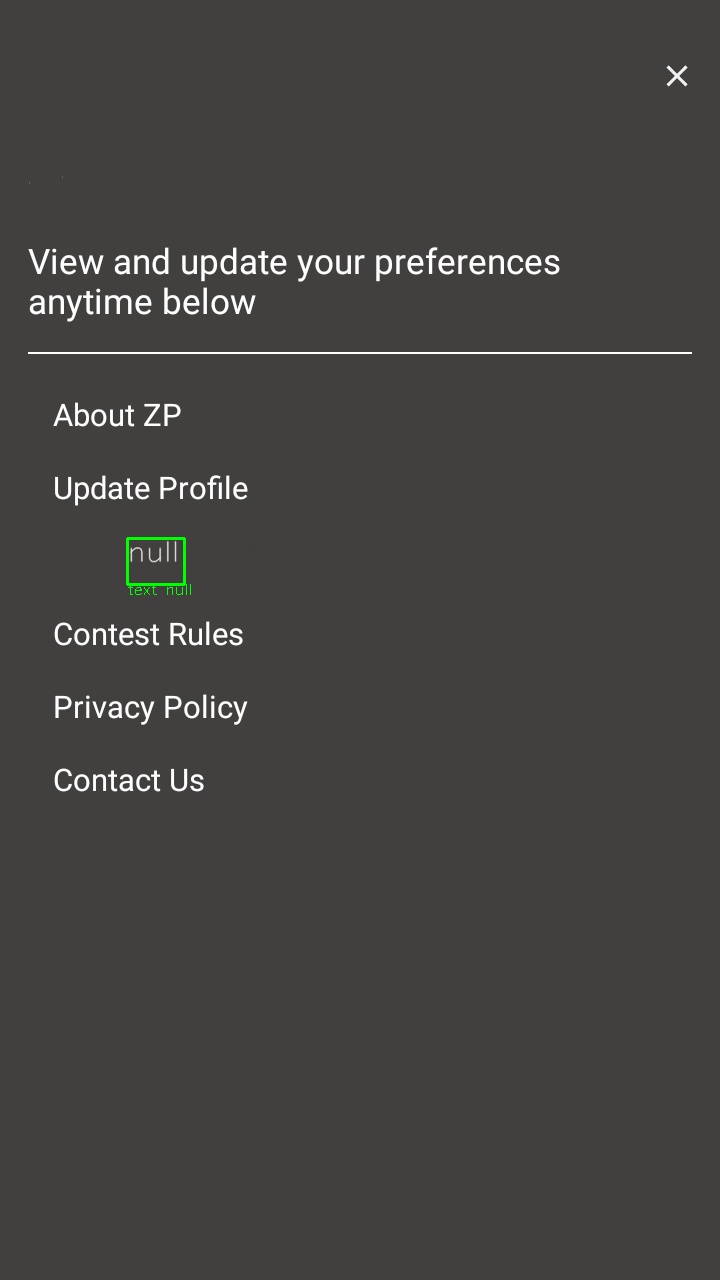 View and update your preferences
anytime below
About ZP
Update Profile
null
text null
Contest Rules
Privacy Policy
Contact Us